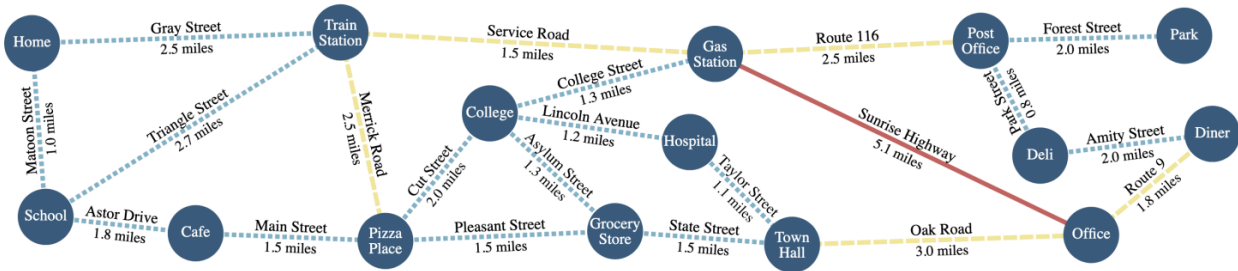 Home
Gray Street
2.5 miles
Train
Station
Service Road
1.5 miles
Gas
Station
Route 116
2.5 miles
Post
Office
Forest Street
2.0 miles
Park
Matoon Street
1.0 miles
Triangle Street
2.7 miles
Merrick Road
2.5 miles
College Street
1.3 miles
College
Lincoln Avenue
1.2 miles
Hospital
Sunrise Highway
5.1 miles
Park Street
0.8 miles
Deli
Amity Street
2.0 miles
Diner
Cut Street
2.0 miles
Asylum Street
1.3 miles
Taylor Street
1.1 miles
Route 9
1.8 miles
School
Astor Drive
1.8 miles
Cafe
Main Street
1.5 miles
Pizza
Place
Pleasant Street
1.5 miles
Grocery
Store
State Street
1.5 miles
Town
Hall
Oak Road
3.0 miles
Office